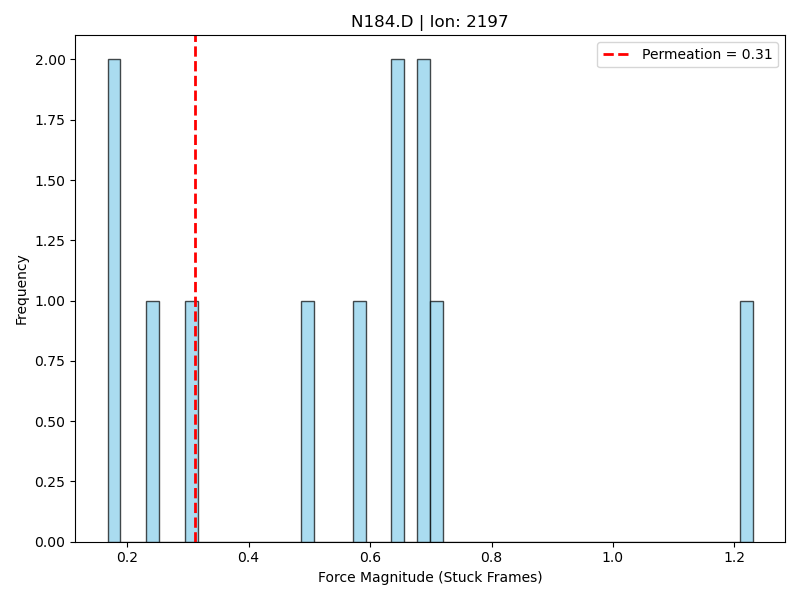 N184.D | Ion: 2197
Permeation = 0.31
Frequency
2.00
1.75
1.50
1.25
1.00
0.75
0.50
0.25
0.00
0.2 0.4 0.6 0.8 1.0 1.2
Force Magnitude (Stuck Frames)